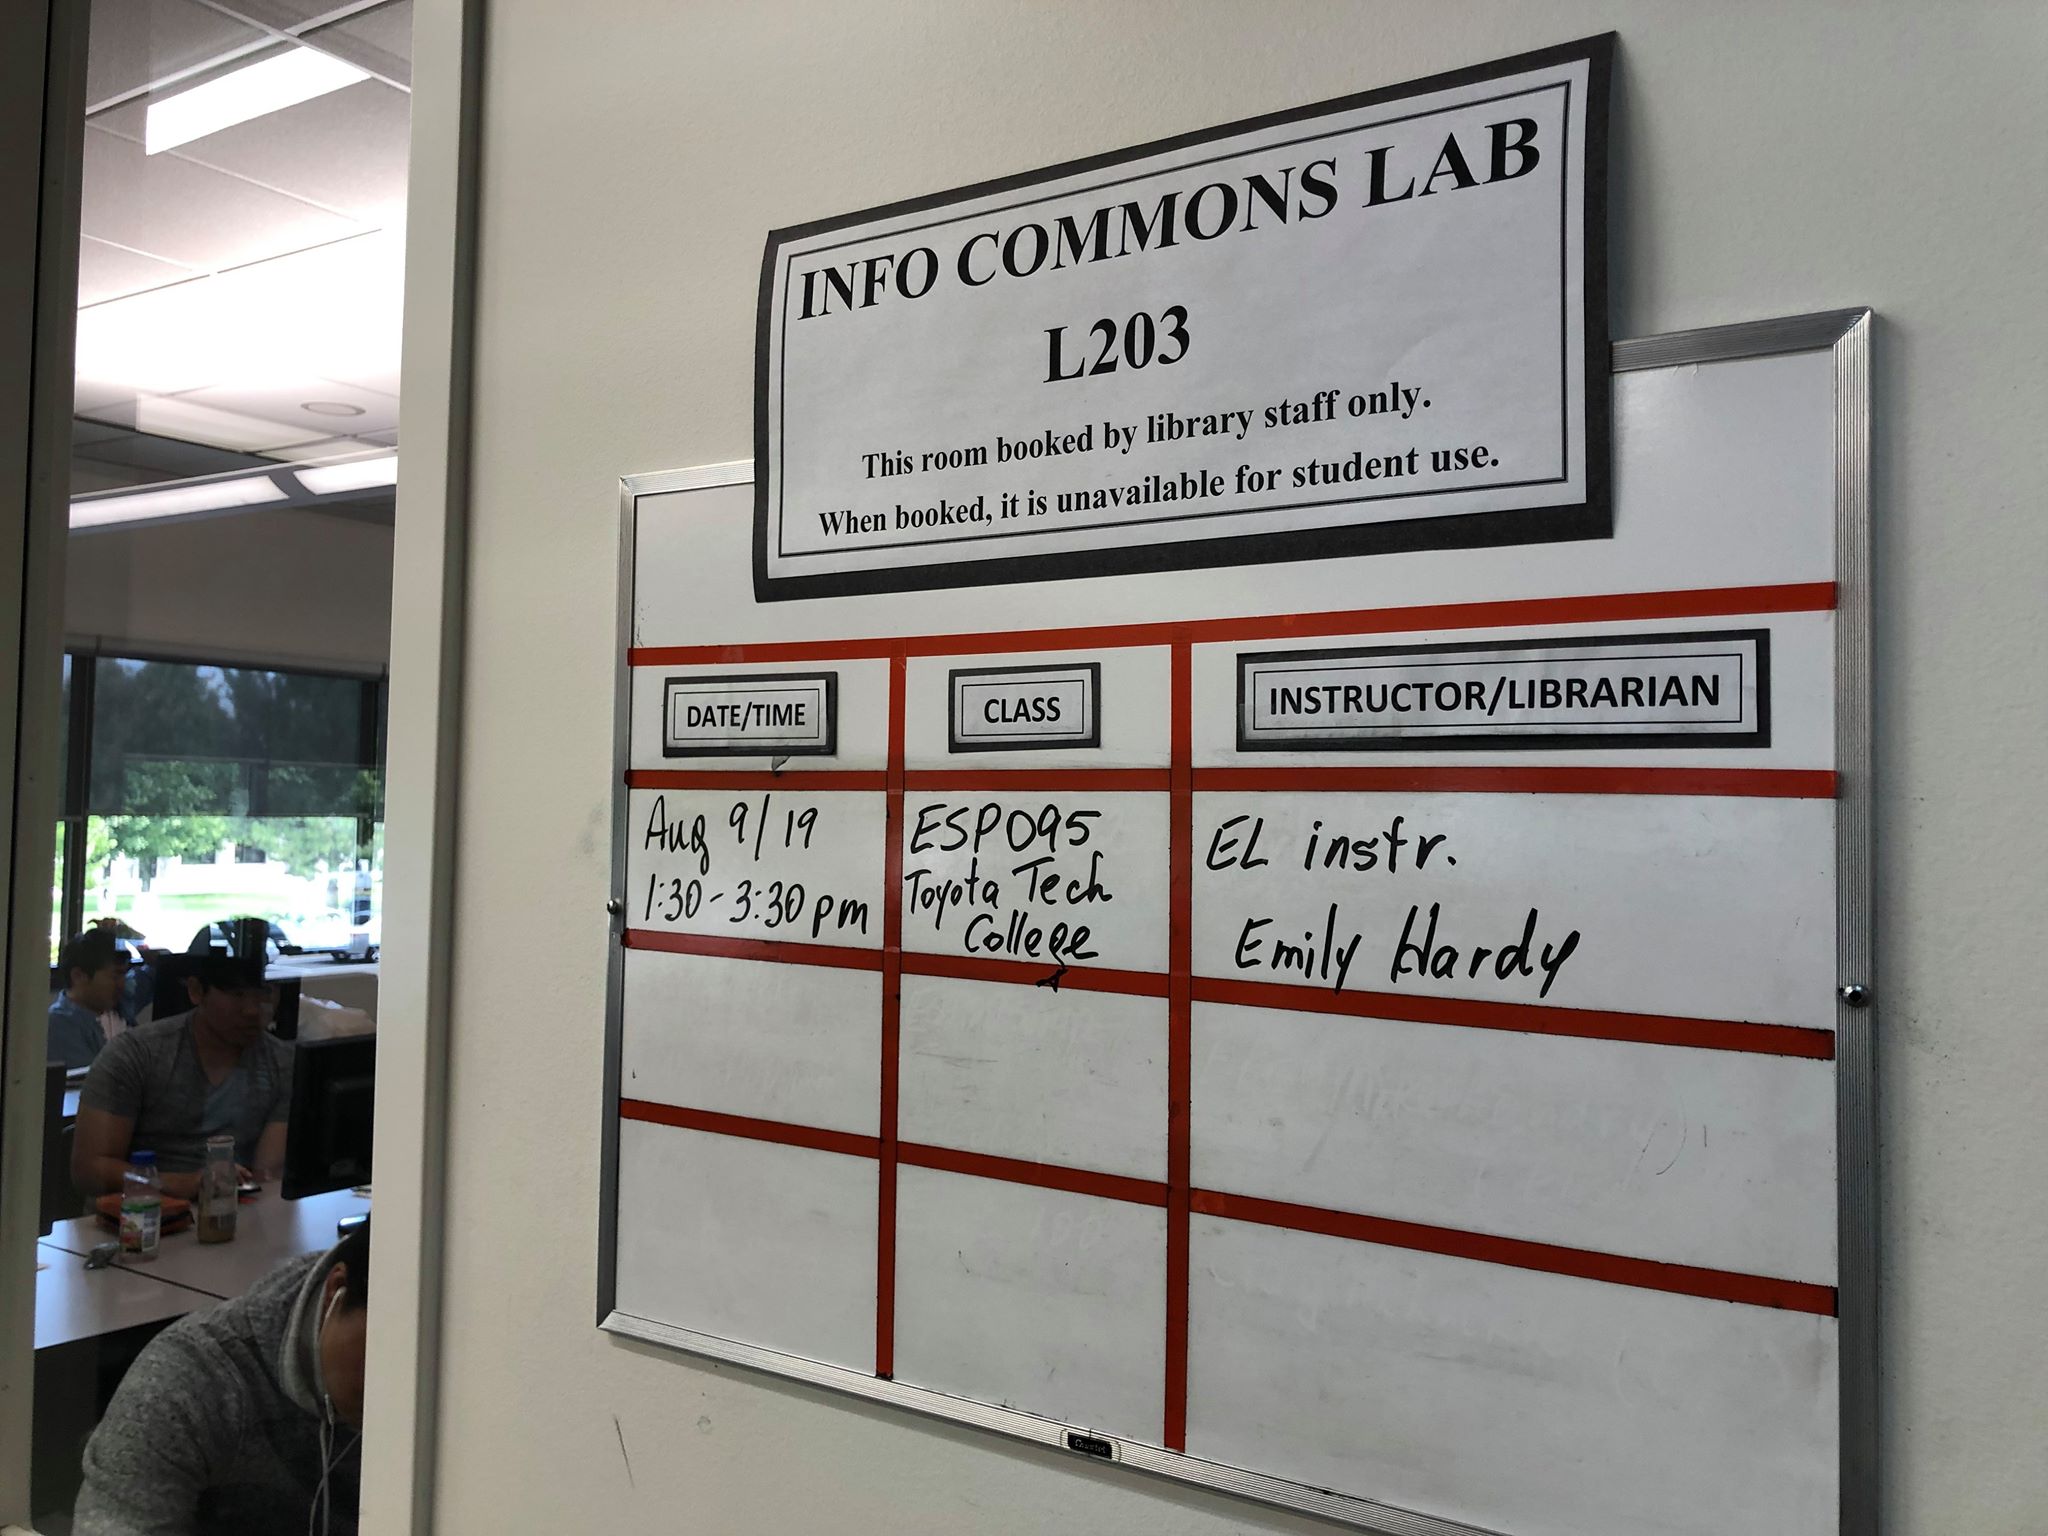 INFO COMMONS LAB
L203
This room booked by library staff only.
When booked, it is unavailable for student use.
DATE/TIME
CLASS
INSTRUCTOR/LIBRARIAN
Aug 9/19
1:30-3:30pm
ESP095
Toyota Tech
College
EL instr.
Emily Hardy